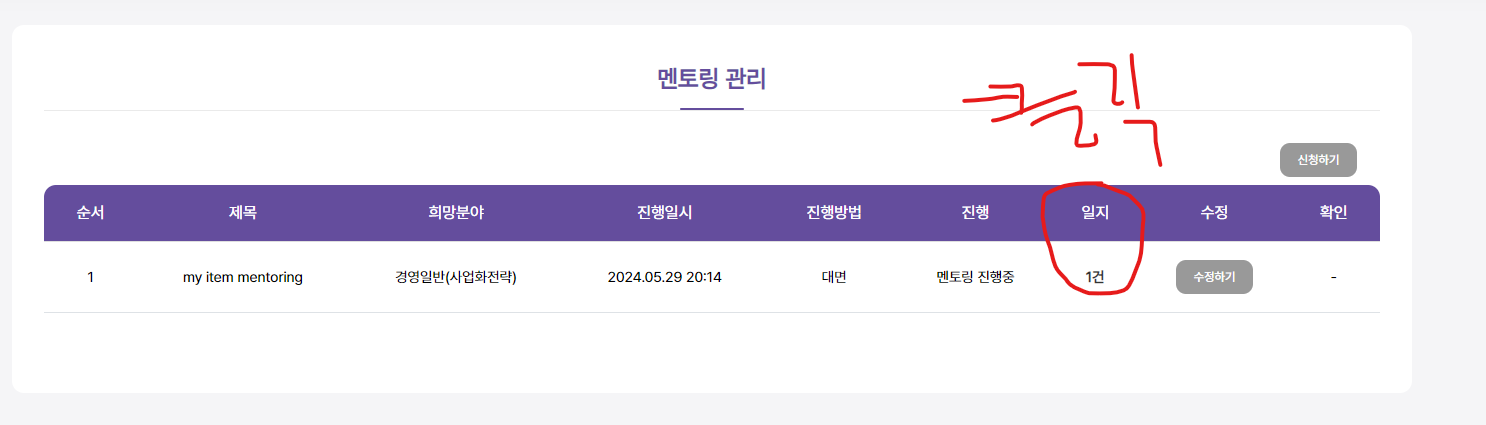 멘토링 관리
클릭
신청하기
순서 제목 희망분야 진행일시 진행방법 진행 일지 수정 확인
1 my item mentoring 경영일반(사업화전략) 2024.05.29 20:14 대면 멘토링 진행중 1건 수정하기 -